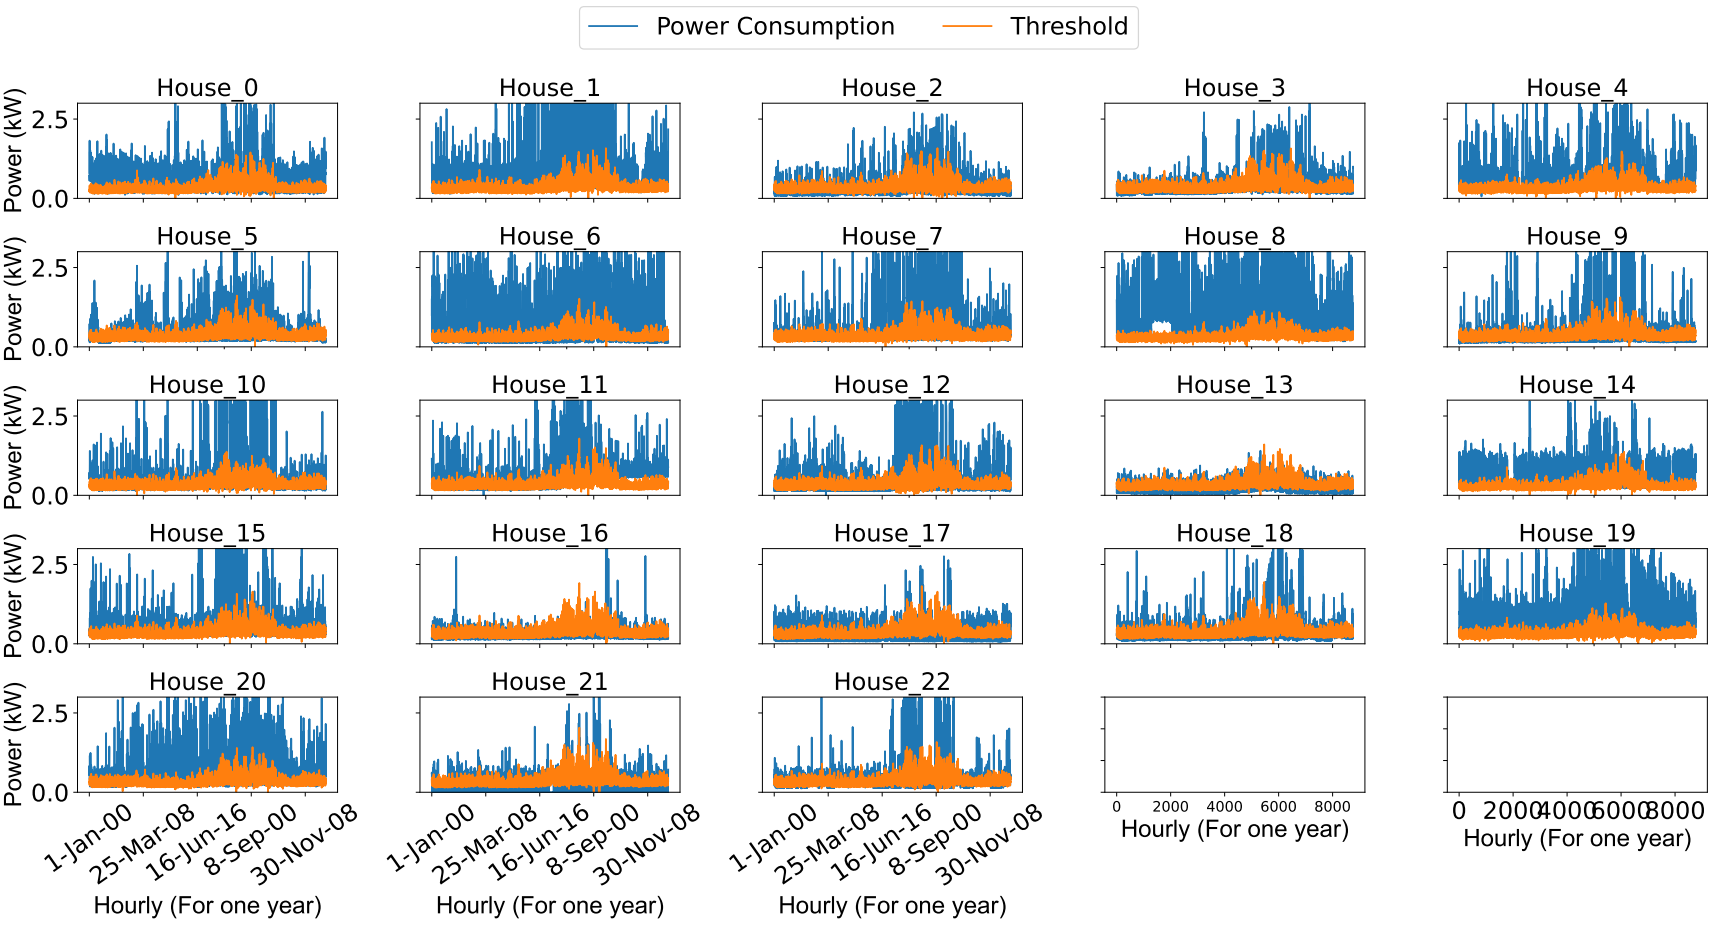 Power Consumption Threshold
House_0 House_1 House_2 House_3 House_4
Power (kW) 2.5 0.0
House_5 House_6 House_7 House_8 House_9
Power (kW) 2.5 0.0
House_10 House_11 House_12 House_13 House_14
Power (kW) 2.5 0.0
House_15 House_16 House_17 House_18 House_19
Power (kW) 2.5 0.0
House_20 House_21 House_22
Power (kW) 2.5 0.0
0 2000 4000 6000 8000 0 2000 4000 6000 8000
1-Jan-00 25-Mar-08 16-Jun-16 8-Sep-00 30-Nov-08 1-Jan-00 25-Mar-08 16-Jun-16 8-Sep-00 30-Nov-08 1-Jan-00 25-Mar-08 16-Jun-16 8-Sep-00 30-Nov-08
Hourly (For one year) Hourly (For one year)
Hourly (For one year) Hourly (For one year) Hourly (For one year)